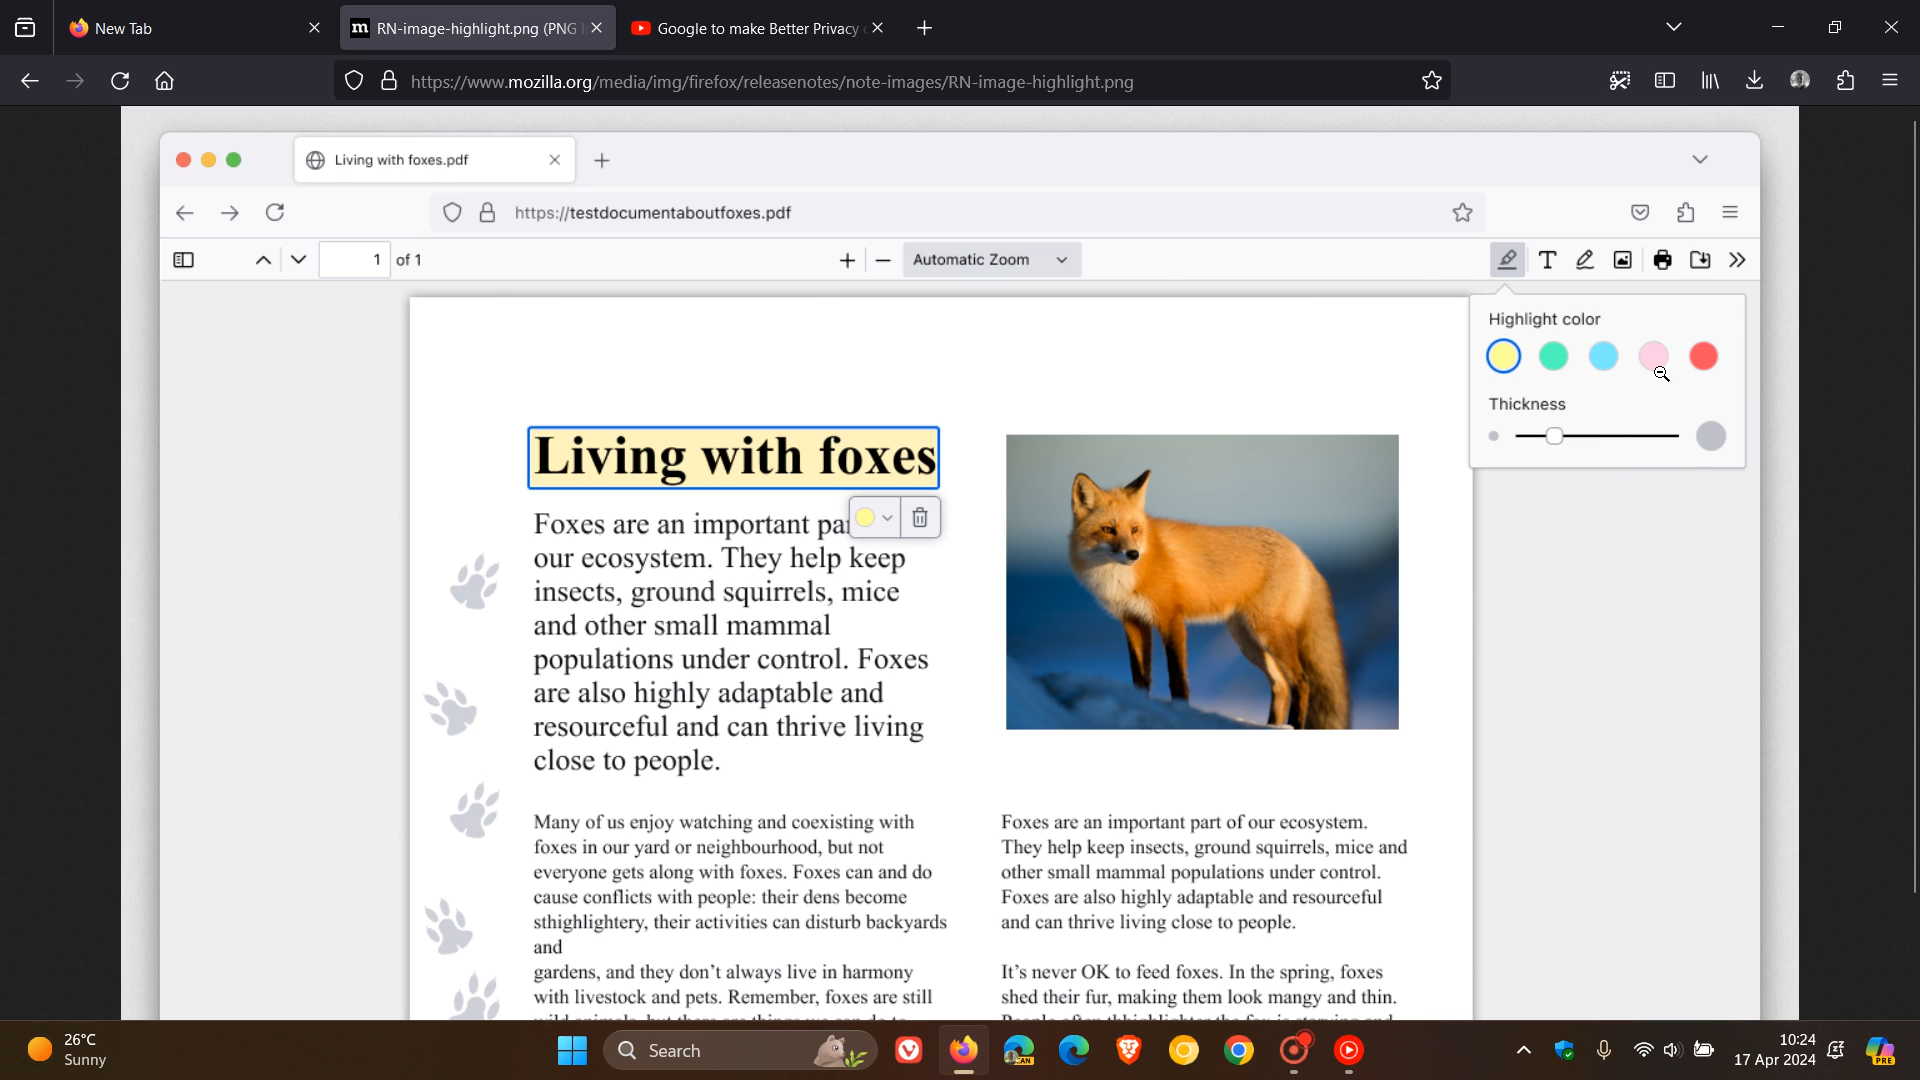 New Tab
RN-image-highlight.png (PNG
Google to make Better Privacy
https://www.mozilla.org/media/img/firefox/releasenotes/note-images/RN-image-highlight.png
Living with foxes.pdf
https://testdocumentaboutfoxes.pdf
1 of 1
Automatic Zoom
Highlight color
Thickness
Living with foxes
Foxes are an important
our ecosystem. They help keep
insects, ground squirrels, mice
and other small mammal
populations under control. Foxes
are also highly adaptable and
resourceful and can thrive living
close to people.
Many of us enjoy watching and coexisting with
foxes in our yard or neighbourhood, but not
everyone gets along with foxes. Foxes can and do
cause conflicts with people: their dens become
sthighlightery, their activities can disturb backyards
and
gardens, and they don't always live in harmony
with livestock and pets. Remember, foxes are still
Foxes are an important part of our ecosystem.
They help keep insects, ground squirrels, mice and
other small mammal populations under control.
Foxes are also highly adaptable and resourceful
and can thrive living close to people.
It's never OK to feed foxes. In the spring, foxes
shed their fur, making them look mangy and thin.
26°C
Sunny
Search
CAN
10:24
17 Apr 2024
PRE